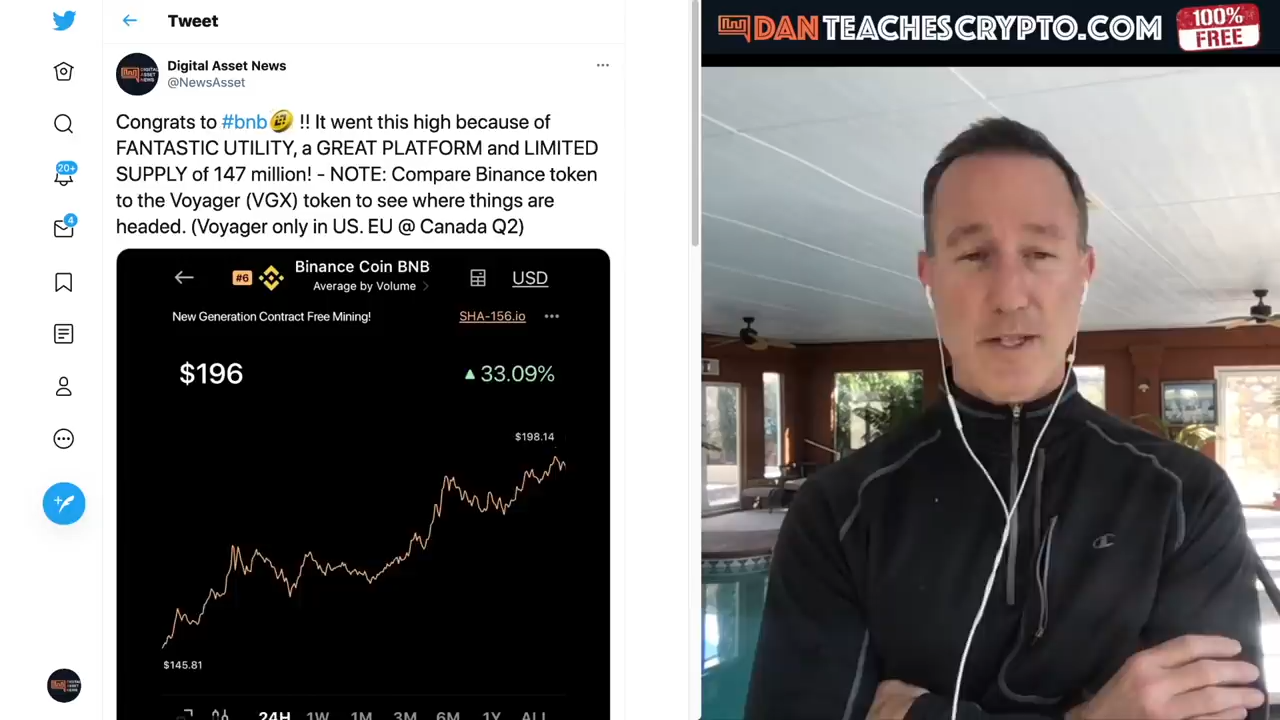 Tweet
Digital Asset News
@NewsAsset
Congrats to #bnb !! It went this high because of
FANTASTIC UTILITY, a GREAT PLATFORM and LIMITED
SUPPLY of 147 million! - NOTE: Compare Binance token
to the Voyager (VGX) token to see where things are
headed. (Voyager only in US. EU @ Canada Q2)
20+
4
#6 Binance Coin BNB USD
Average by Volume
New Generation Contract Free Mining! SHA-156.io
$196 33.09%
$198.14
$145.81
24H 1W 1M 3M 6M 1Y ALL
DANTEACHESCRYPTO.COM
100%
FREE